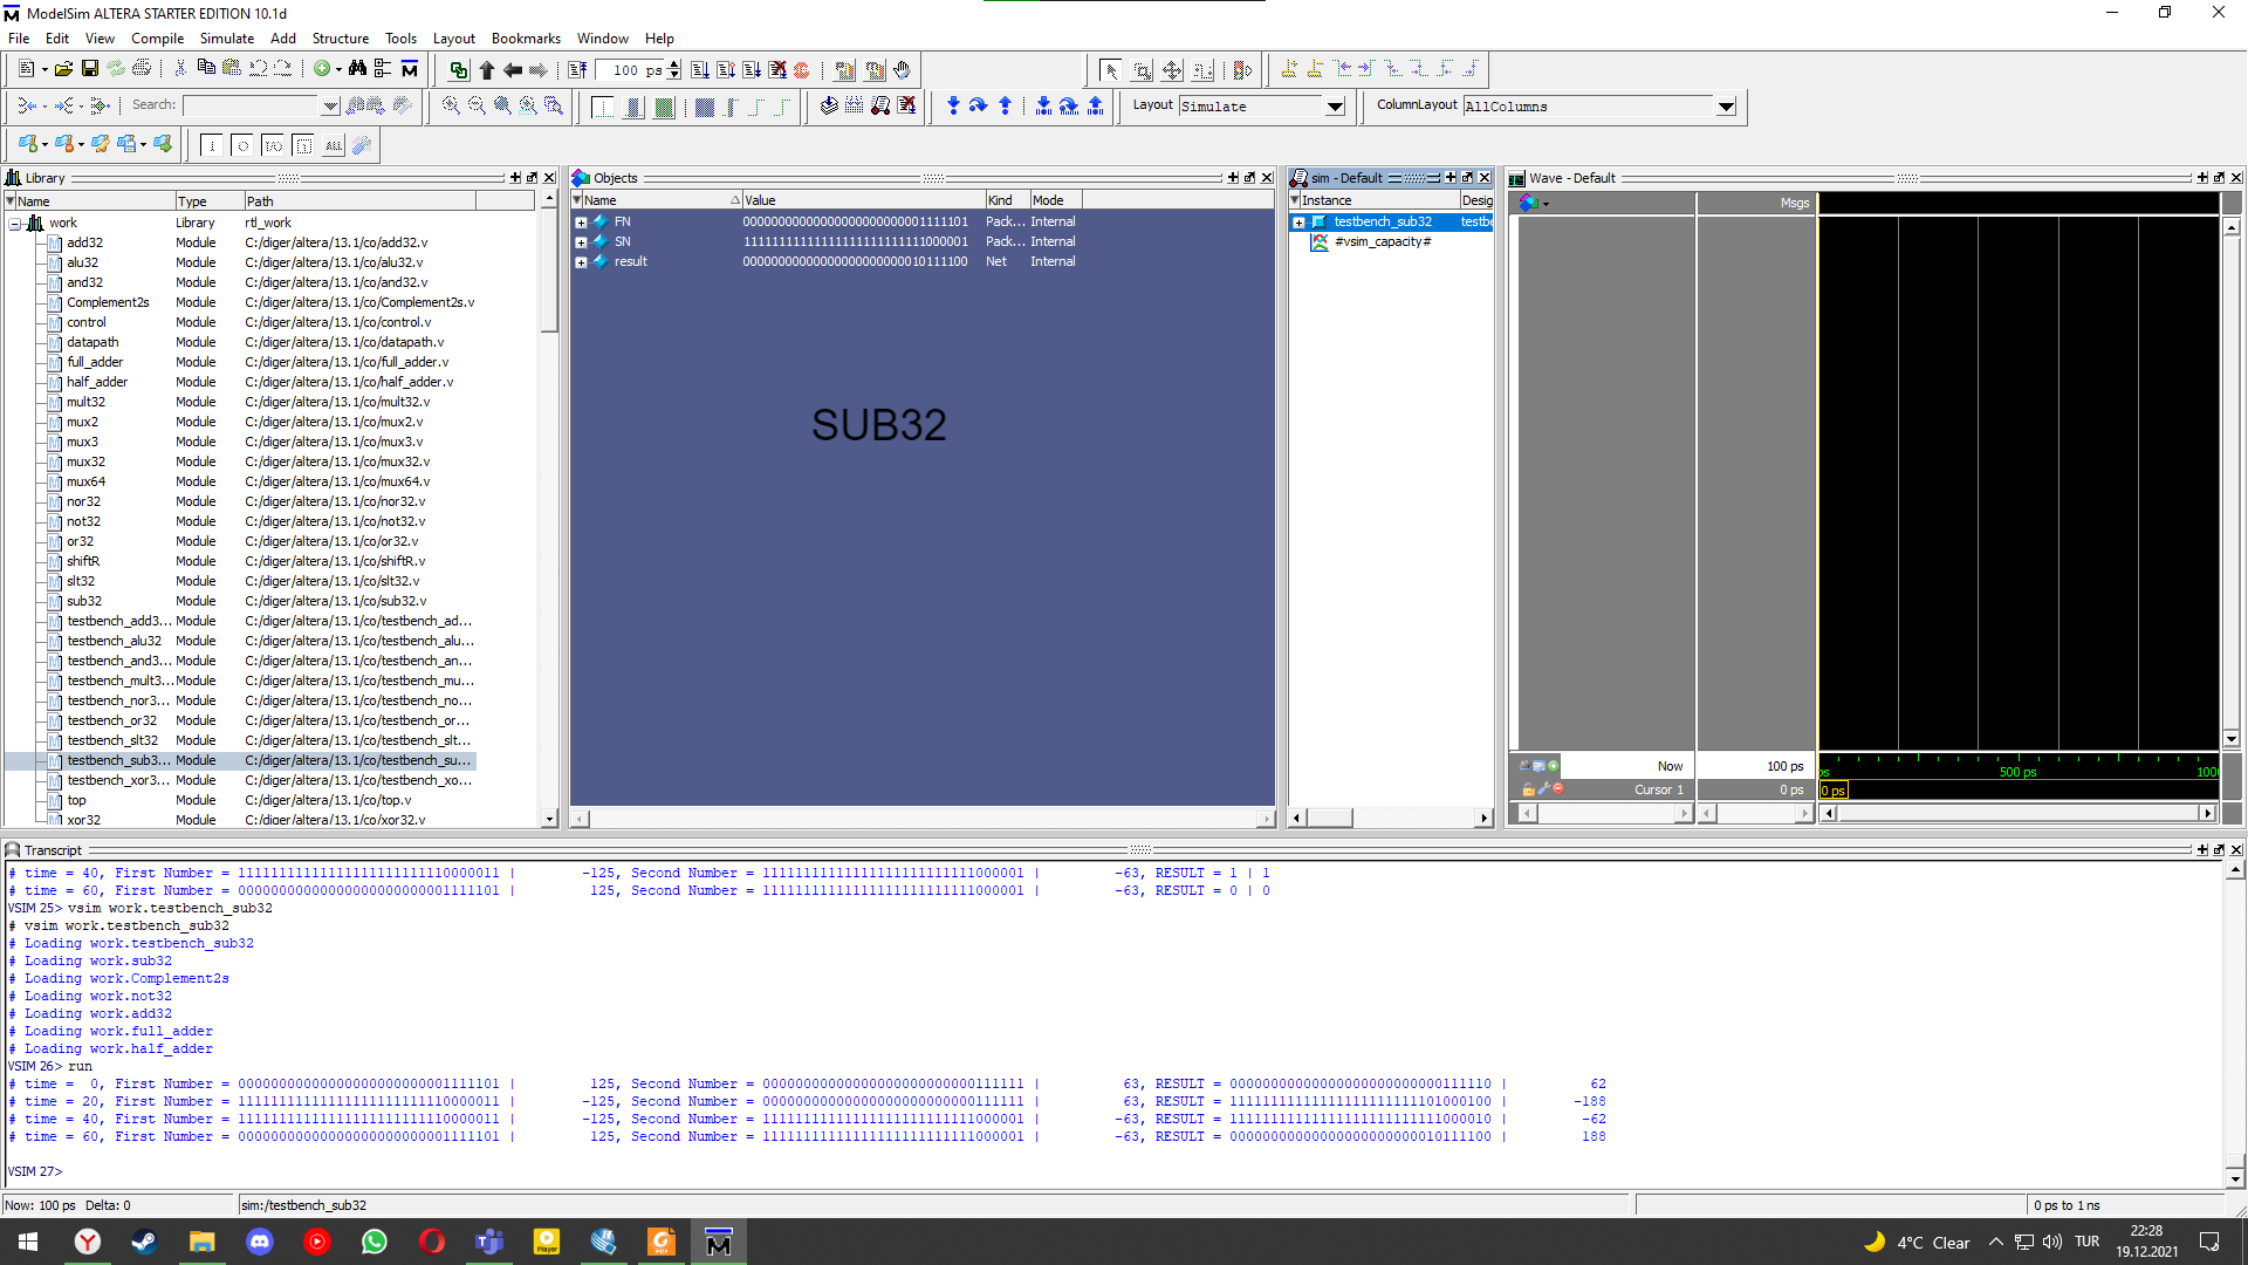 ModelSim ALTERA STARTER EDITION 10.1d
File Edit View Compile Simulate Add Structure Tools Layout Bookmarks Window Help
100 ps
Search:
Layout Simulate
ColumnLayout AllColumns
I O I/O ALL
Library
Name Type Path
work Library rtl_work
add32 Module C:/diger/altera/13.1/co/add32.v
alu32 Module C:/diger/altera/13.1/co/alu32.v
and32 Module C:/diger/altera/13.1/co/and32.v
Complement2s Module C:/diger/altera/13.1/co/Complement2s.v
control Module C:/diger/altera/13.1/co/control.v
datapath Module C:/diger/altera/13.1/co/datapath.v
full_adder Module C:/diger/altera/13.1/co/full_adder.v
half_adder Module C:/diger/altera/13.1/co/half_adder.v
mult32 Module C:/diger/altera/13.1/co/mult32.v
mux2 Module C:/diger/altera/13.1/co/mux2.v
mux3 Module C:/diger/altera/13.1/co/mux3.v
mux32 Module C:/diger/altera/13.1/co/mux32.v
mux64 Module C:/diger/altera/13.1/co/mux64.v
nor32 Module C:/diger/altera/13.1/co/nor32.v
not32 Module C:/diger/altera/13.1/co/not32.v
or32 Module C:/diger/altera/13.1/co/or32.v
shiftR Module C:/diger/altera/13.1/co/shiftR.v
slt32 Module C:/diger/altera/13.1/co/slt32.v
sub32 Module C:/diger/altera/13.1/co/sub32.v
testbench_add3... Module C:/diger/altera/13.1/co/testbench_ad...
testbench_alu32 Module C:/diger/altera/13.1/co/testbench_alu...
testbench_and3... Module C:/diger/altera/13.1/co/testbench_an...
testbench_mult3... Module C:/diger/altera/13.1/co/testbench_mu...
testbench_nor3... Module C:/diger/altera/13.1/co/testbench_no...
testbench_or32 Module C:/diger/altera/13.1/co/testbench_or...
testbench_slt32 Module C:/diger/altera/13.1/co/testbench_slt...
testbench_sub3... Module C:/diger/altera/13.1/co/testbench_su...
testbench_xor3... Module C:/diger/altera/13.1/co/testbench_xo...
top Module C:/diger/altera/13.1/co/top.v
xor32 Module C:/diger/altera/13.1/co/xor32.v
Objects
Name Value Kind Mode
FN 00000000000000000000000001111101 Pack... Internal
SN 11111111111111111111111111000001 Pack... Internal
result 00000000000000000000000010111100 Net Internal
SUB32
sim - Default
Instance Desig
testbench_sub32 testbe
#vsim_capacity#
Wave - Default
Msgs
Now 100 ps
ps 500 ps 1000
Cursor 1 0 ps 0 ps
Transcript
# time = 40, First Number = 11111111111111111111111110000011 | -125, Second Number = 11111111111111111111111111000001 | -63, RESULT = 1 | 1
# time = 60, First Number = 00000000000000000000000001111101 | 125, Second Number = 11111111111111111111111111000001 | -63, RESULT = 0 | 0
VSIM 25> vsim work.testbench_sub32
# vsim work.testbench_sub32
# Loading work.testbench_sub32
# Loading work.sub32
# Loading work.Complement2s
# Loading work.not32
# Loading work.add32
# Loading work.full_adder
# Loading work.half_adder
VSIM 26> run
# time = 0, First Number = 00000000000000000000000001111101 | 125, Second Number = 00000000000000000000000000111111 | 63, RESULT = 00000000000000000000000000111110 | 62
# time = 20, First Number = 11111111111111111111111110000011 | -125, Second Number = 00000000000000000000000000111111 | 63, RESULT = 11111111111111111111111101000100 | -188
# time = 40, First Number = 11111111111111111111111110000011 | -125, Second Number = 11111111111111111111111111000001 | -63, RESULT = 11111111111111111111111111000010 | -62
# time = 60, First Number = 00000000000000000000000001111101 | 125, Second Number = 11111111111111111111111111000001 | -63, RESULT = 00000000000000000000000010111100 | 188
VSIM 27>
Now: 100 ps Delta: 0
sim:/testbench_sub32
0 ps to 1 ns
4°C Clear
TUR
22:28
19.12.2021